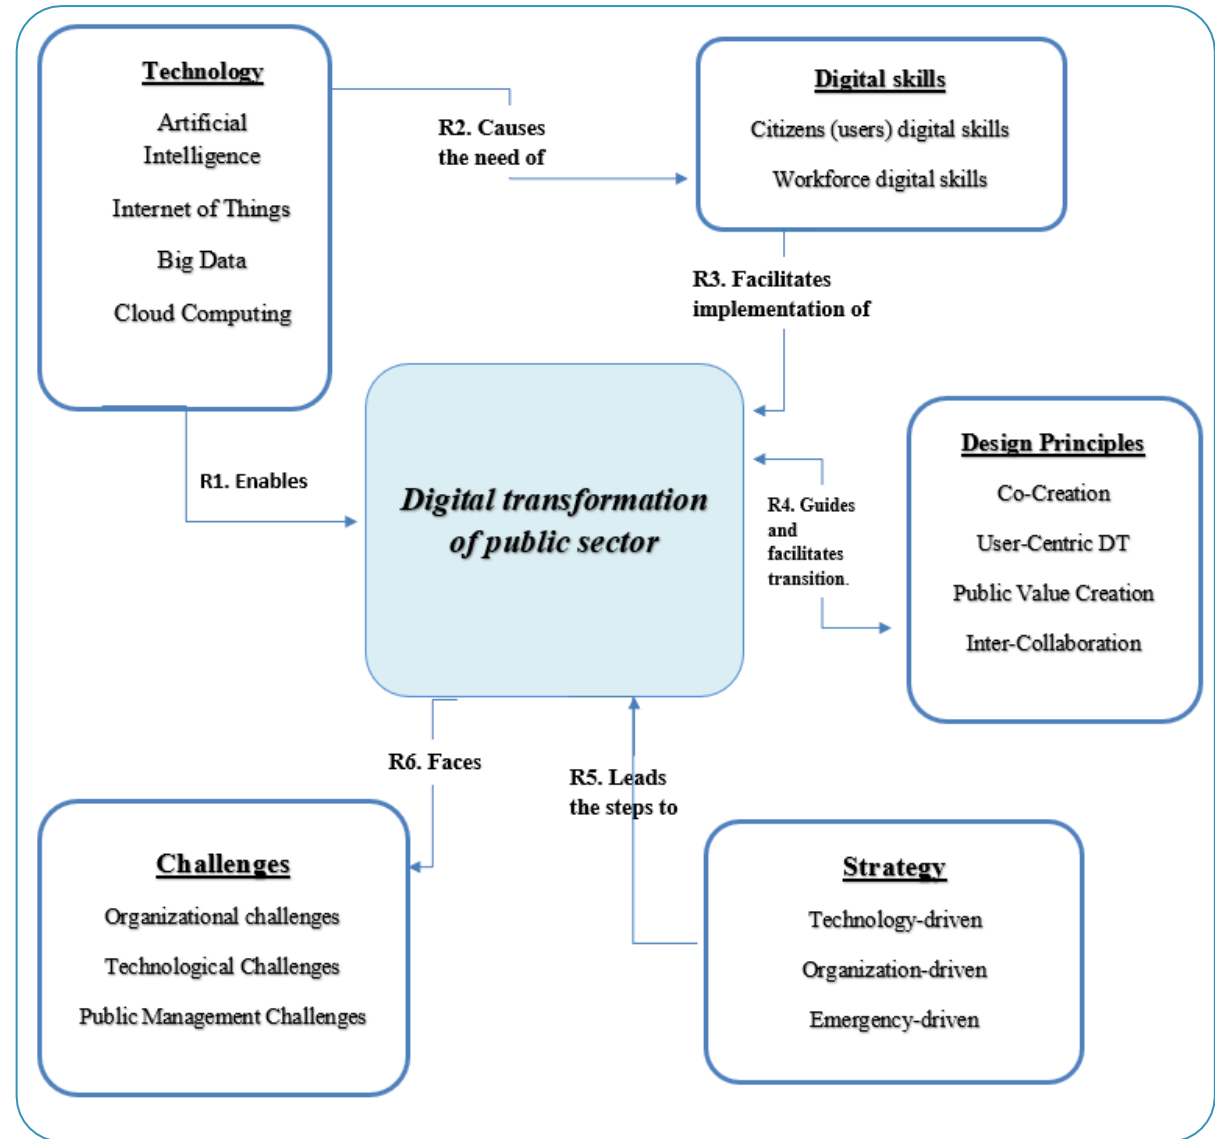 Technology
Artificial
Intelligence
Internet of Things
Big Data
Cloud Computing
R2. Causes
the need of
Digital skills
Citizens (users) digital skills
Workforce digital skills
R3. Facilitates
implementation of
R1. Enables
Digital transformation
of public sector
R4. Guides
and
facilitates
transition.
Design Principles
Co-Creation
User-Centric DT
Public Value Creation
Inter-Collaboration
R6. Faces
R5. Leads
the steps to
Challenges
Organizational challenges
Technological Challenges
Public Management Challenges
Strategy
Technology-driven
Organization-driven
Emergency-driven